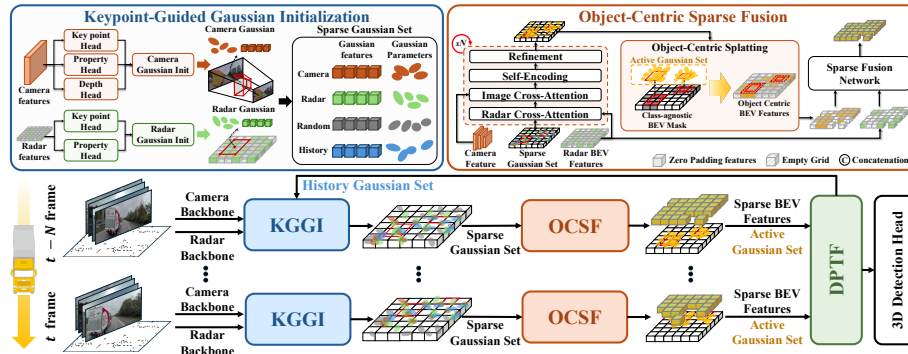 Keypoint-Guided Gaussian Initialization
Key point
Head
Property
Head
Depth
Head
Camera
features
Camera
Gaussian Init
Camera Gaussian
Key point
Head
Property
Head
Radar
features
Radar
Gaussian Init
Radar Gaussian
Sparse Gaussian Set
Gaussian
features
Gaussian
Parameters
Camera
Radar
Random
History
Object-Centric Sparse Fusion
xN
Refinement
Self-Encoding
Image Cross-Attention
Radar Cross-Attention
Camera
Feature
Sparse
Gaussian Set
Radar BEV
Features
Object-Centric Splatting
Active Gaussian Set
Class-agnostic
BEV Mask
Object Centric
BEV Features
Sparse Fusion
Network
Zero Padding features
Empty Grid
C Concatenation
History Gaussian Set
t − N frame
Camera
Backbone
Radar
Backbone
KGGI
Sparse
Gaussian Set
OCSF
Sparse BEV
Features
Active
Gaussian Set
DPTF
3D Detection Head
t frame
Camera
Backbone
Radar
Backbone
KGGI
Sparse
Gaussian Set
OCSF
Sparse BEV
Features
Active
Gaussian Set